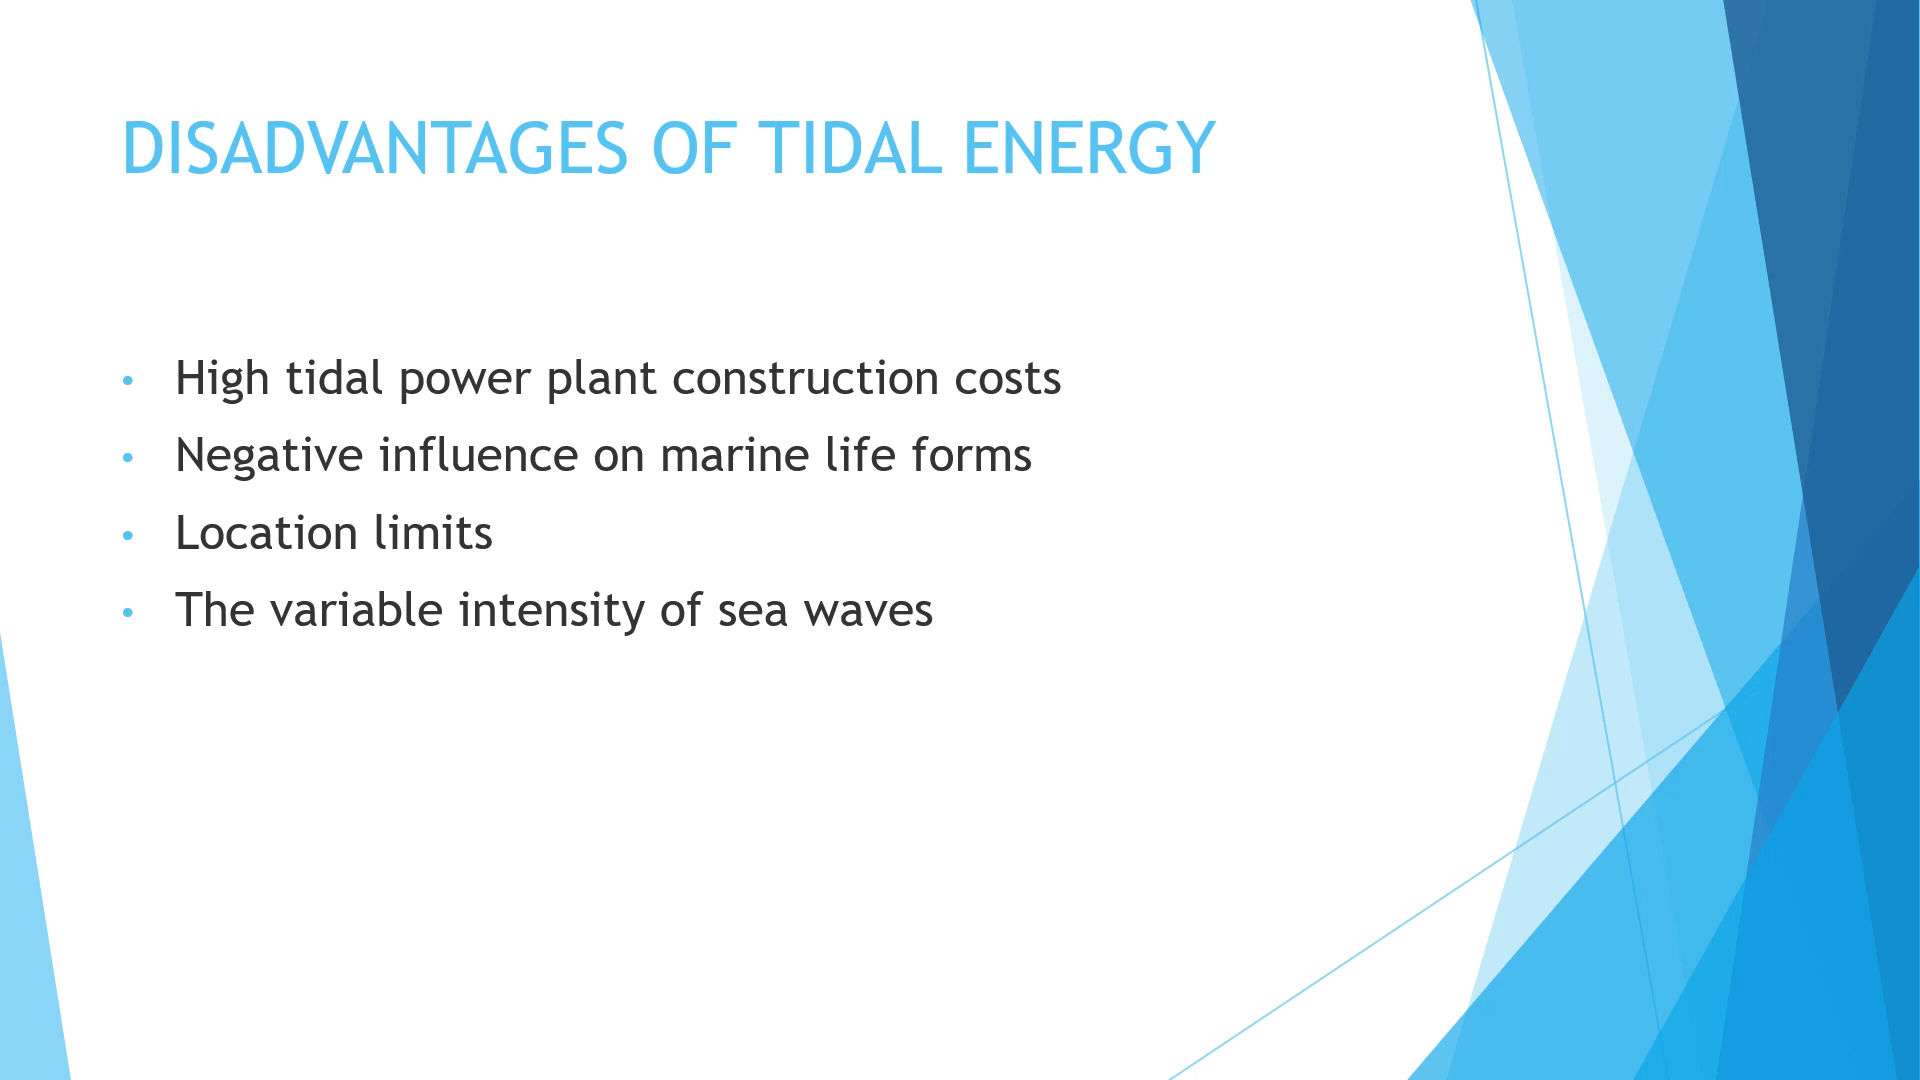 DISADVANTAGES OF TIDAL ENERGY
• High tidal power plant construction costs
• Negative influence on marine life forms
• Location limits
• The variable intensity of sea waves